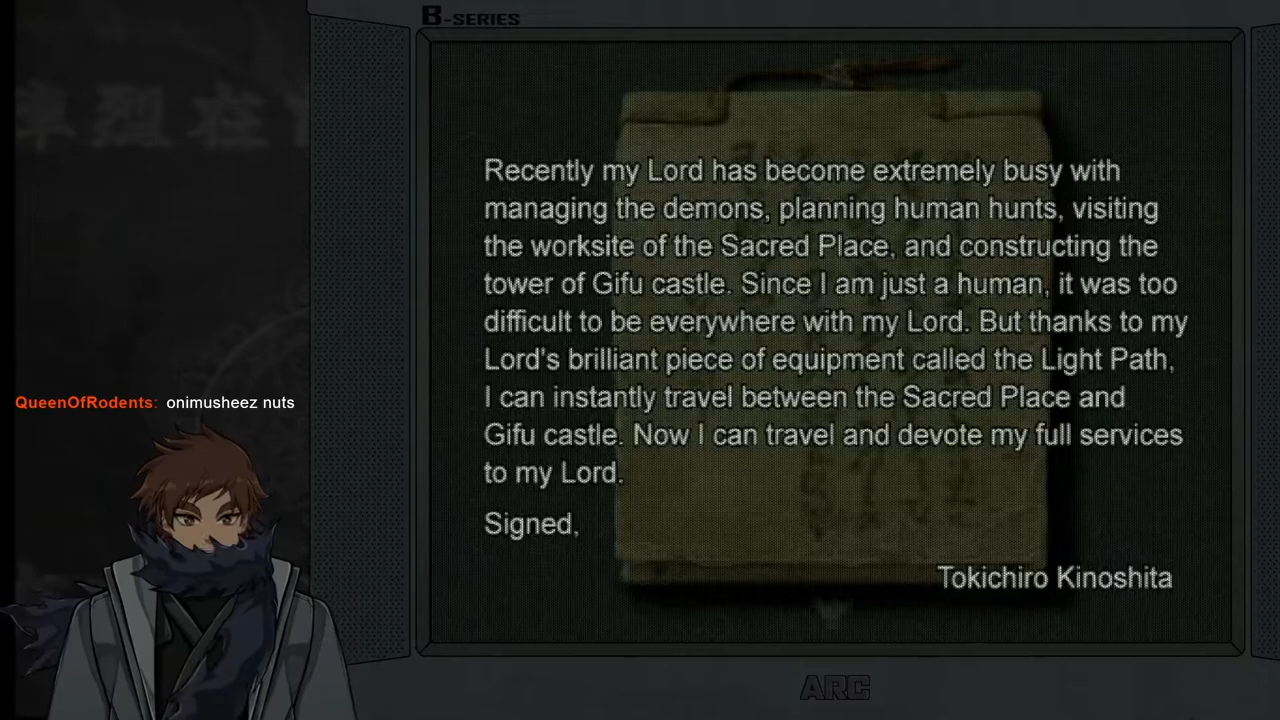 B-SERIES
Recently my Lord has become extremely busy with
managing the demons, planning human hunts, visiting
the worksite of the Sacred Place, and constructing the
tower of Gifu castle. Since I am just a human, it was too
difficult to be everywhere with my Lord. But thanks to my
Lord's brilliant piece of equipment called the Light Path,
I can instantly travel between the Sacred Place and
Gifu castle. Now I can travel and devote my full services
to my Lord.
Signed,
Tokichiro Kinoshita
QueenOfRodents: onimusheez nuts
ARC